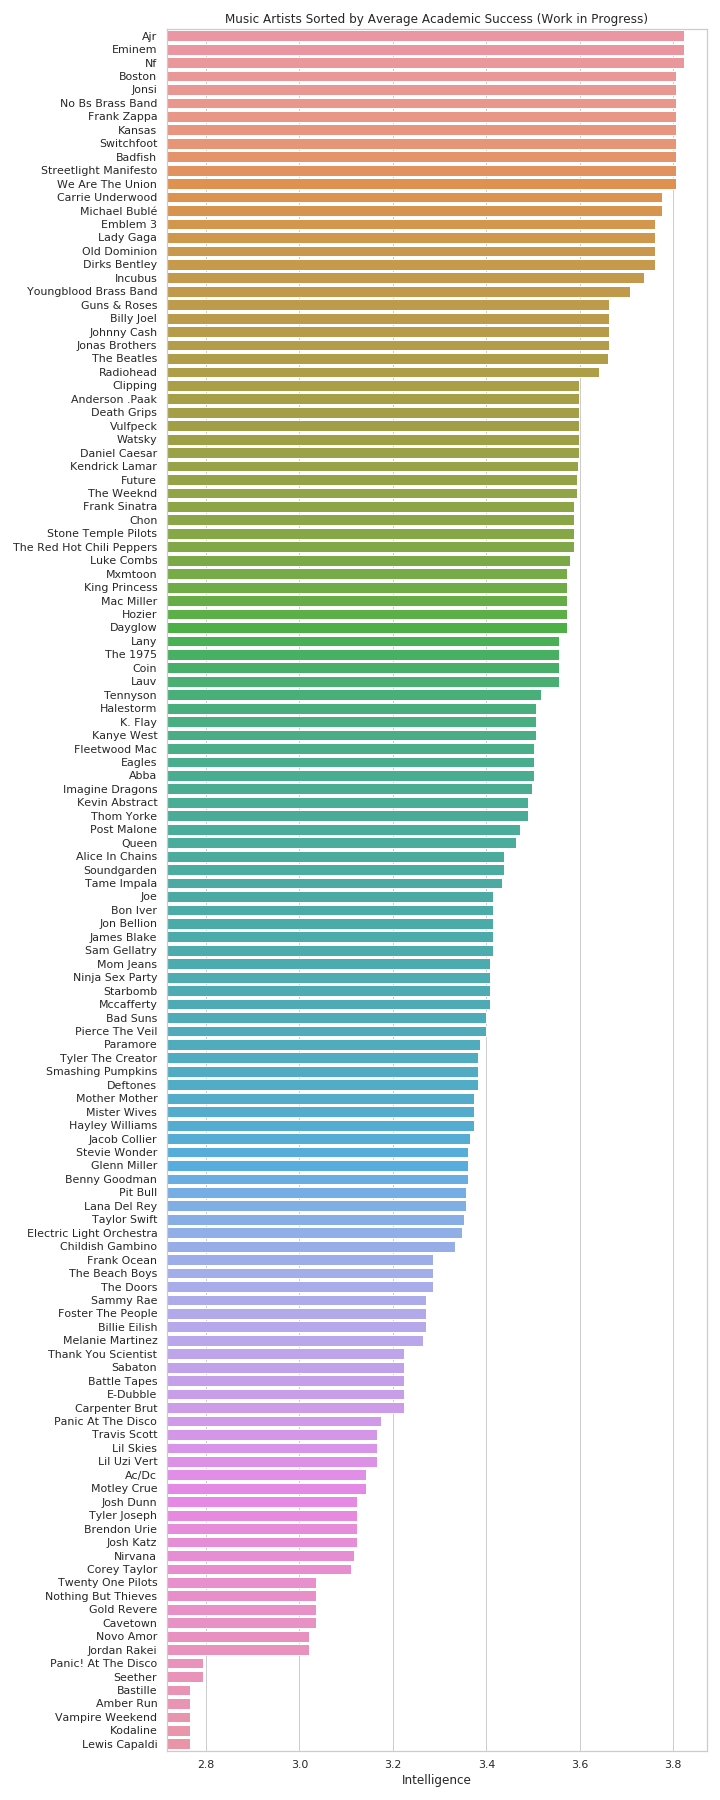 Music Artists Sorted by Average Academic Success (Work in Progress)
Ajr
Eminem
Nf
Boston
Jonsi
No Bs Brass Band
Frank Zappa
Kansas
Switchfoot
Badfish
Streetlight Manifesto
We Are The Union
Carrie Underwood
Michael Bublé
Emblem 3
Lady Gaga
Old Dominion
Dirks Bentley
Incubus
Youngblood Brass Band
Guns & Roses
Billy Joel
Johnny Cash
Jonas Brothers
The Beatles
Radiohead
Clipping
Anderson .Paak
Death Grips
Vulfpeck
Watsky
Daniel Caesar
Kendrick Lamar
Future
The Weeknd
Frank Sinatra
Chon
Stone Temple Pilots
The Red Hot Chili Peppers
Luke Combs
Mxmtoon
King Princess
Mac Miller
Hozier
Dayglow
Lany
The 1975
Coin
Lauv
Tennyson
Halestorm
K. Flay
Kanye West
Fleetwood Mac
Eagles
Abba
Imagine Dragons
Kevin Abstract
Thom Yorke
Post Malone
Queen
Alice In Chains
Soundgarden
Tame Impala
Joe
Bon Iver
Jon Bellion
James Blake
Sam Gellatry
Mom Jeans
Ninja Sex Party
Starbomb
Mccafferty
Bad Suns
Pierce The Veil
Paramore
Tyler The Creator
Smashing Pumpkins
Deftones
Mother Mother
Mister Wives
Hayley Williams
Jacob Collier
Stevie Wonder
Glenn Miller
Benny Goodman
Pit Bull
Lana Del Rey
Taylor Swift
Electric Light Orchestra
Childish Gambino
Frank Ocean
The Beach Boys
The Doors
Sammy Rae
Foster The People
Billie Eilish
Melanie Martinez
Thank You Scientist
Sabaton
Battle Tapes
E-Dubble
Carpenter Brut
Panic At The Disco
Travis Scott
Lil Skies
Lil Uzi Vert
Ac/Dc
Motley Crue
Josh Dunn
Tyler Joseph
Brendon Urie
Josh Katz
Nirvana
Corey Taylor
Twenty One Pilots
Nothing But Thieves
Gold Revere
Cavetown
Novo Amor
Jordan Rakei
Panic! At The Disco
Seether
Bastille
Amber Run
Vampire Weekend
Kodaline
Lewis Capaldi
2.8 3.0 3.2 3.4 3.6 3.8
Intelligence